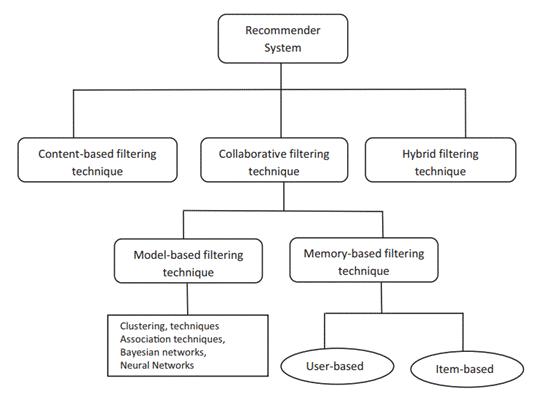 Recommender
System
Content-based filtering
technique
Collaborative filtering
technique
Hybrid filtering
technique
Model-based filtering
technique
Memory-based filtering
technique
Clustering, techniques
Association techniques,
Bayesian networks,
Neural Networks
User-based
Item-based